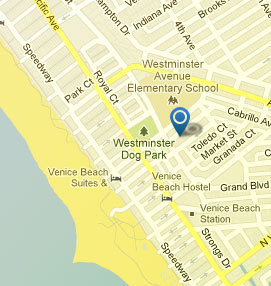 Brooks
4th Ave
Indiana Ave
Hampton Dr
acific Ave
Speedway
Westminster
Avenue
Elementary School
Park Ct
Royal Ct
Cabrillo Av
Toledo Ct
Market St
Granada Ct
Westminster
Dog Park
Venice Beach
Suites &
Venice
Beach Hostel
Grand Blvd
Venice Beach
Station
Strongs Dr
N V
Speedway